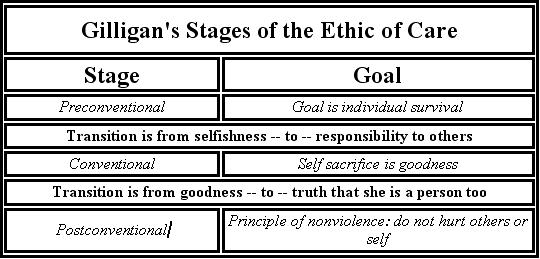 Gilligan's Stages of the Ethic of Care
Stage Goal
Preconventional Goal is individual survival
Transition is from selfishness -- to -- responsibility to others
Conventional Self sacrifice is goodness
Transition is from goodness -- to -- truth that she is a person too
Postconventional Principle of nonviolence: do not hurt others or
self